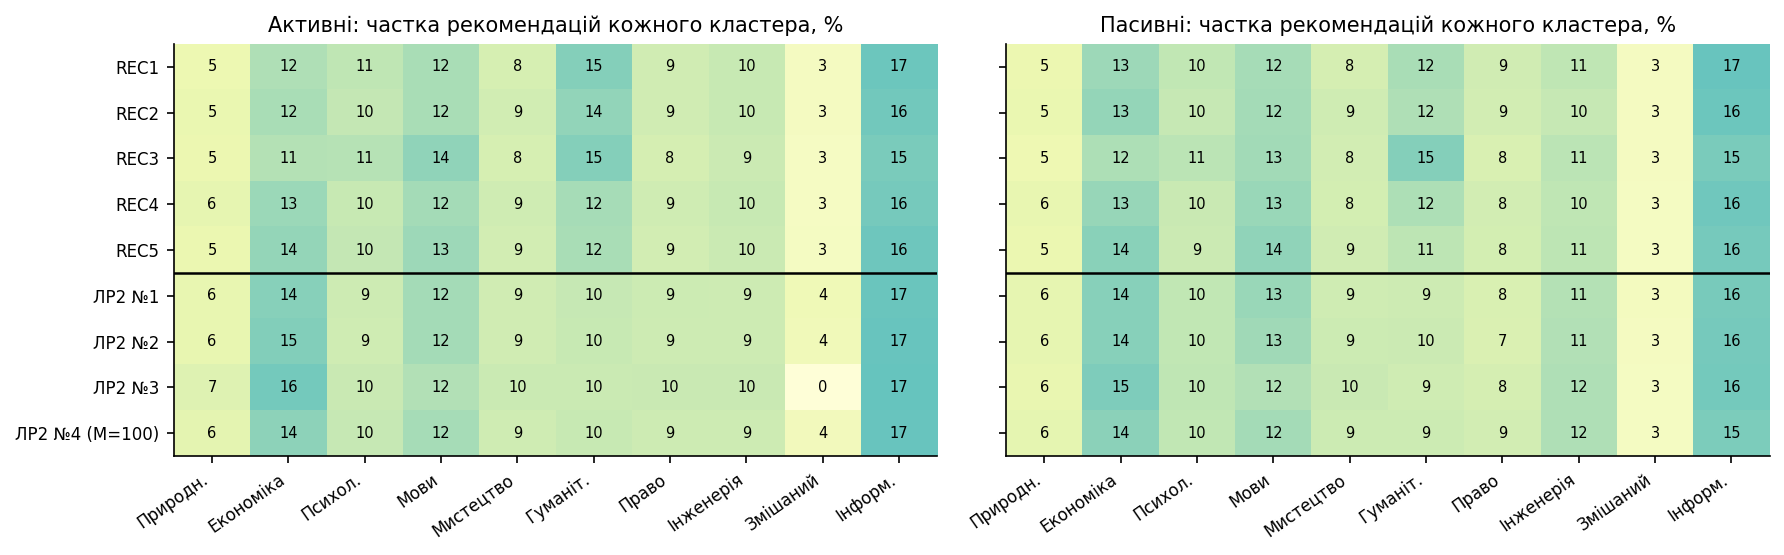 Активні: частка рекомендацій кожного кластера, %
REC1 5 12 11 12 8 15 9 10 3 17
REC2 5 12 10 12 9 14 9 10 3 16
REC3 5 11 11 14 8 15 8 9 3 15
REC4 6 13 10 12 9 12 9 10 3 16
REC5 5 14 10 13 9 12 9 10 3 16
ЛР2 №1 6 14 9 12 9 10 9 9 4 17
ЛР2 №2 6 15 9 12 9 10 9 9 4 17
ЛР2 №3 7 16 10 12 10 10 10 10 0 17
ЛР2 №4 (M=100) 6 14 10 12 9 10 9 9 4 17
Природн. Економіка Психол. Мови Мистецтво Гуманіт. Право Інженерія Змішаний Інформ.
Пасивні: частка рекомендацій кожного кластера, %
5 13 10 12 8 12 9 11 3 17
5 13 10 12 9 12 9 10 3 16
5 12 11 13 8 15 8 11 3 15
6 13 10 13 8 12 8 10 3 16
5 14 9 14 9 11 8 11 3 16
6 14 10 13 9 9 8 11 3 16
6 14 10 13 9 10 7 11 3 16
6 15 10 12 10 9 8 12 3 16
6 14 10 12 9 9 9 12 3 15
Природн. Економіка Психол. Мови Мистецтво Гуманіт. Право Інженерія Змішаний Інформ.